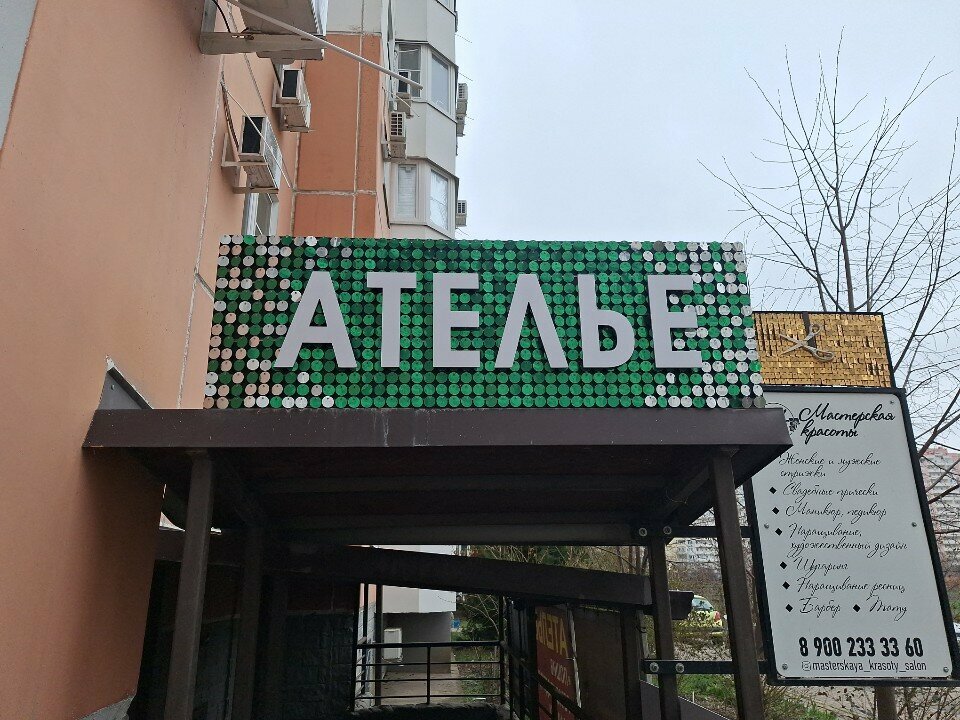 АТЕЛЬЕ
Мастерская
красоты
Женские и мужские
стрижки
Свадебные прически
Маникюр, педикюр
Наращивание,
художественный дизайн
Шугаринг
Наращивание ресниц
Барбер ◆ Тату
8 900 233 33 60
@masterskaya_krasoty_salon
АТЕЛЬЕ